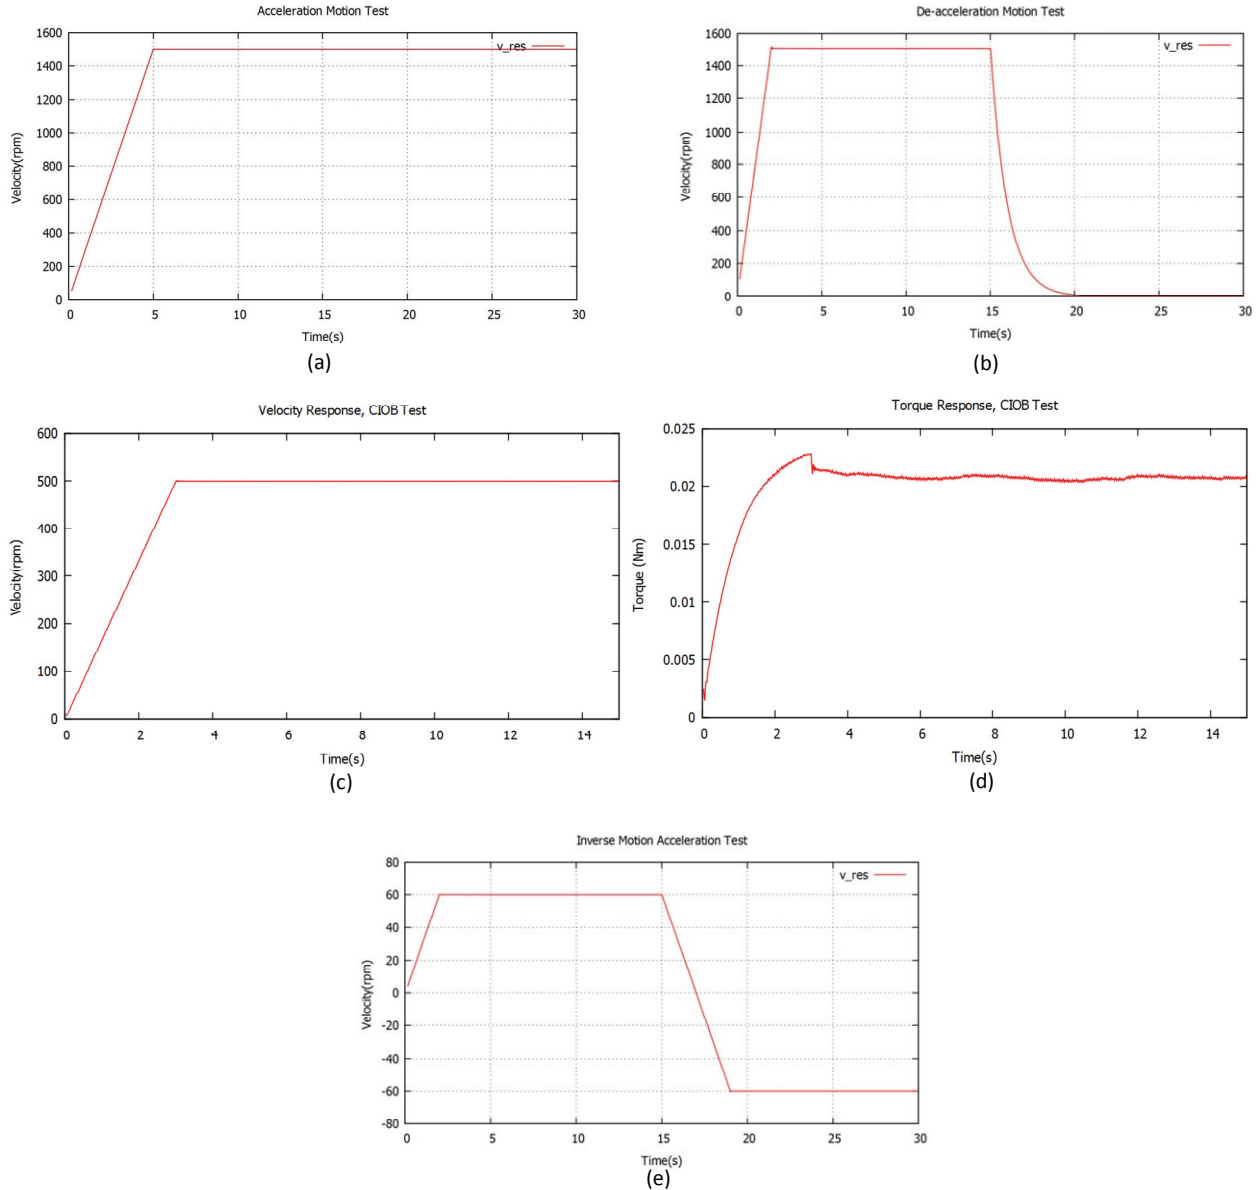 Acceleration Motion Test
1600
1400
1200
1000
800
600
400
200
0
Velocity(rpm)
v_res
0 5 10 15 20 25 30
Time(s)
(a)
De-acceleration Motion Test
1600
1400
1200
1000
800
600
400
200
0
Velocity(rpm)
v_res
0 5 10 15 20 25 30
Time(s)
(b)
Velocity Response, CIOB Test
600
500
400
300
200
100
0
Velocity(rpm)
0 2 4 6 8 10 12 14
Time(s)
(c)
Torque Response, CIOB Test
0.025
0.02
0.015
0.01
0.005
0
Torque (Nm)
0 2 4 6 8 10 12 14
Time(s)
(d)
Inverse Motion Acceleration Test
80
60
40
20
0
-20
-40
-60
-80
Velocity(rpm)
v_res
0 5 10 15 20 25 30
Time(s)
(e)